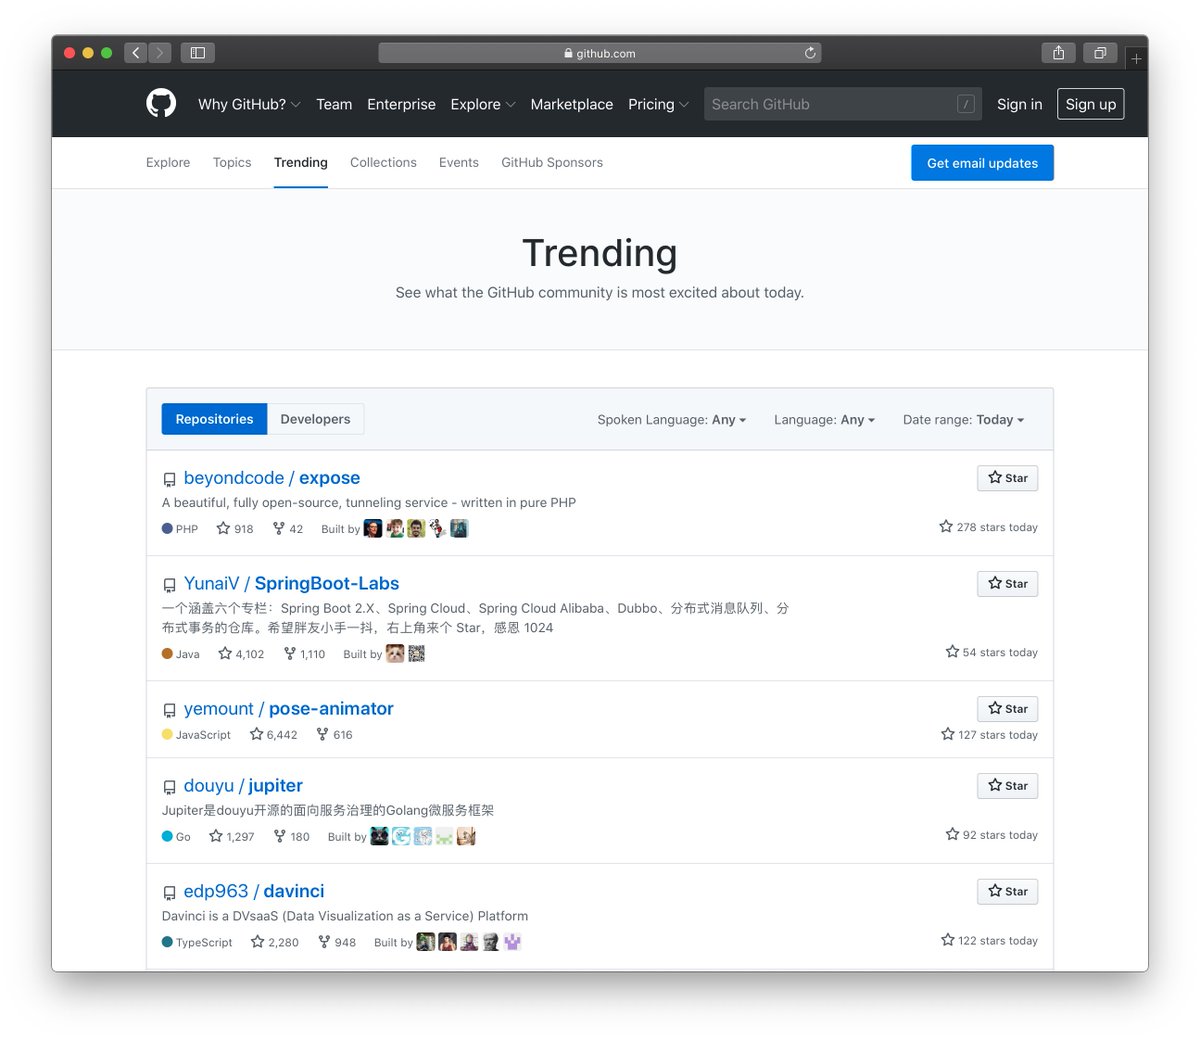 github.com
Why GitHub? Team Enterprise Explore Marketplace Pricing Search GitHub / Sign in Sign up
Explore Topics Trending Collections Events GitHub Sponsors Get email updates
Trending
See what the GitHub community is most excited about today.
Repositories Developers Spoken Language: Any Language: Any Date range: Today
beyondcode / expose Star
A beautiful, fully open-source, tunneling service - written in pure PHP
PHP 918 42 Built by 278 stars today
YunaiV / SpringBoot-Labs Star
一个涵盖六个专栏：Spring Boot 2.X、Spring Cloud、Spring Cloud Alibaba、Dubbo、分布式消息队列、分
布式事务的仓库。希望胖友小手一抖，右上角来个 Star，感恩 1024
Java 4,102 1,110 Built by 54 stars today
yemount / pose-animator Star
JavaScript 6,442 616 127 stars today
douyu / jupiter Star
Jupiter是douyu开源的面向服务治理的Golang微服务框架
Go 1,297 180 Built by 92 stars today
edp963 / davinci Star
Davinci is a DVsaaS (Data Visualization as a Service) Platform
TypeScript 2,280 948 Built by 122 stars today